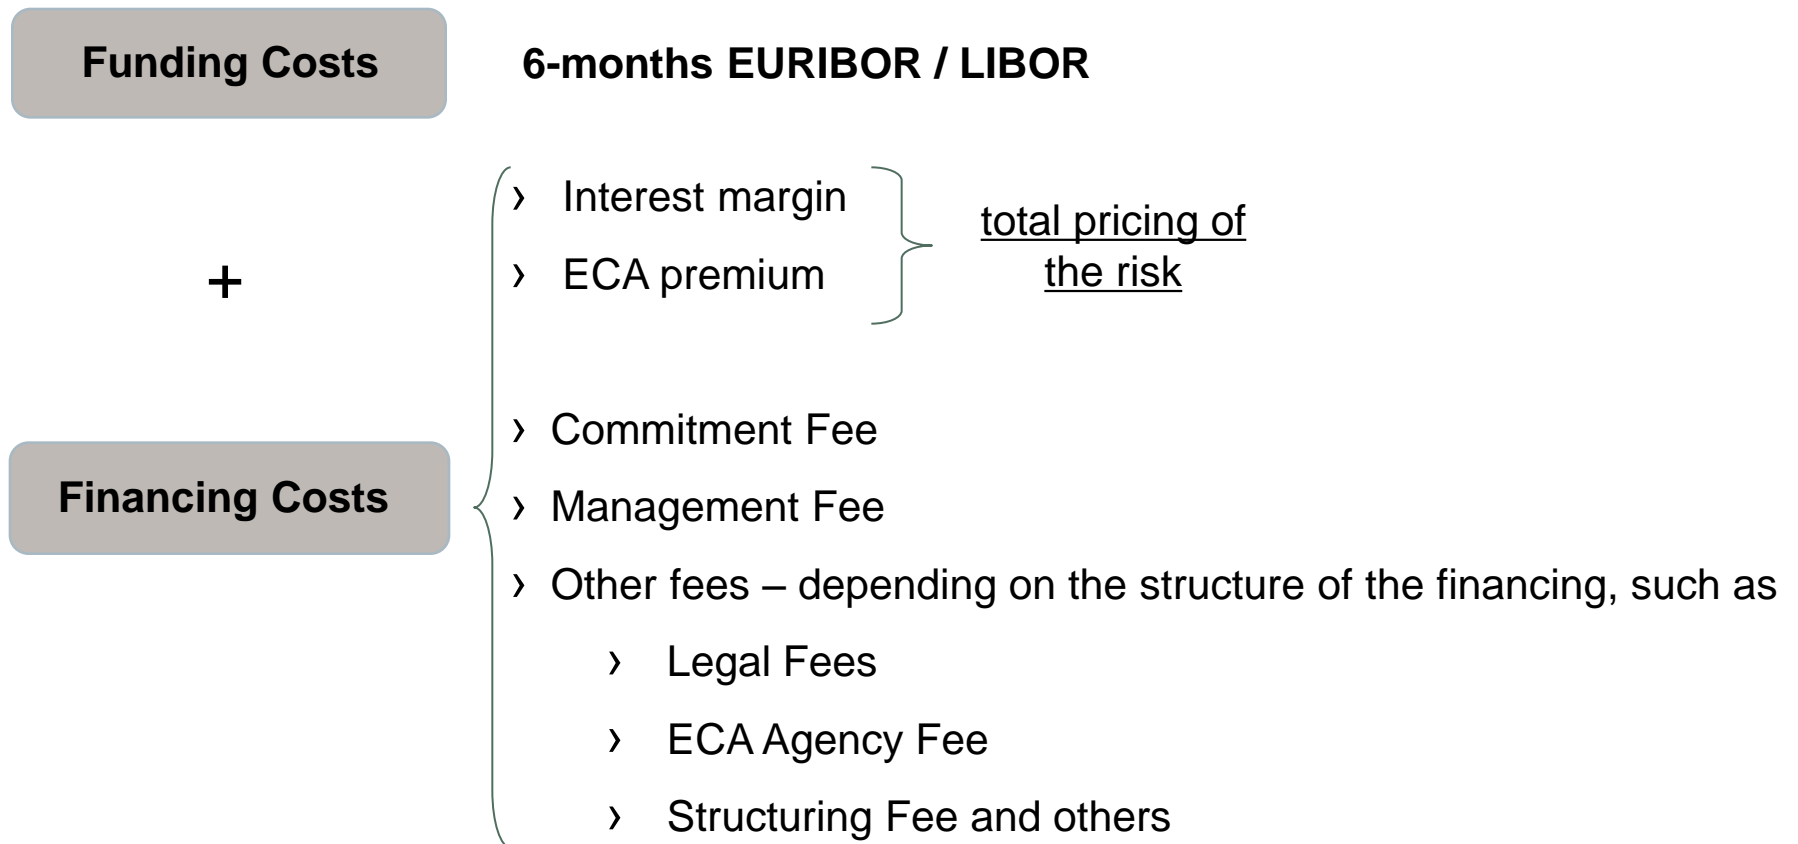 Funding Costs
6-months EURIBOR / LIBOR
› Interest margin
› ECA premium
total pricing of
the risk
+
Financing Costs
› Commitment Fee
› Management Fee
› Other fees – depending on the structure of the financing, such as
› Legal Fees
› ECA Agency Fee
› Structuring Fee and others